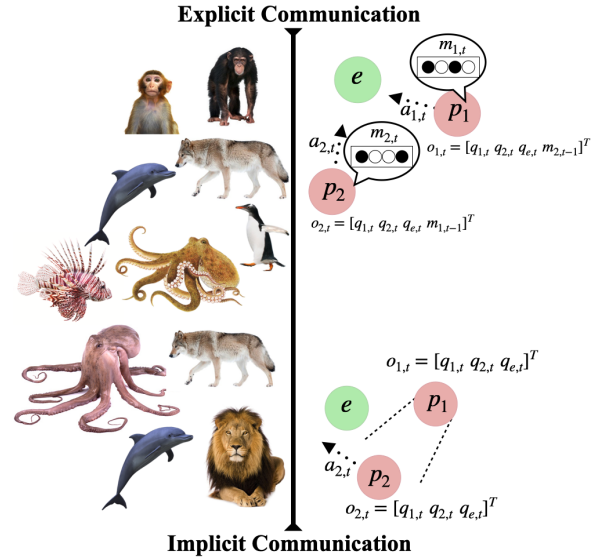 Explicit Communication
m₁,ₜ
e
a₁,ₜ
p₁
o₁,ₜ = [q₁,ₜ q₂,ₜ qₑ,ₜ m₂,ₜ₋₁]ᵀ
a₂,ₜ
m₂,ₜ
p₂
o₂,ₜ = [q₁,ₜ q₂,ₜ qₑ,ₜ m₁,ₜ₋₁]ᵀ
o₁,ₜ = [q₁,ₜ q₂,ₜ qₑ,ₜ]ᵀ
e
p₁
a₂,ₜ
p₂
o₂,ₜ = [q₁,ₜ q₂,ₜ qₑ,ₜ]ᵀ
Implicit Communication